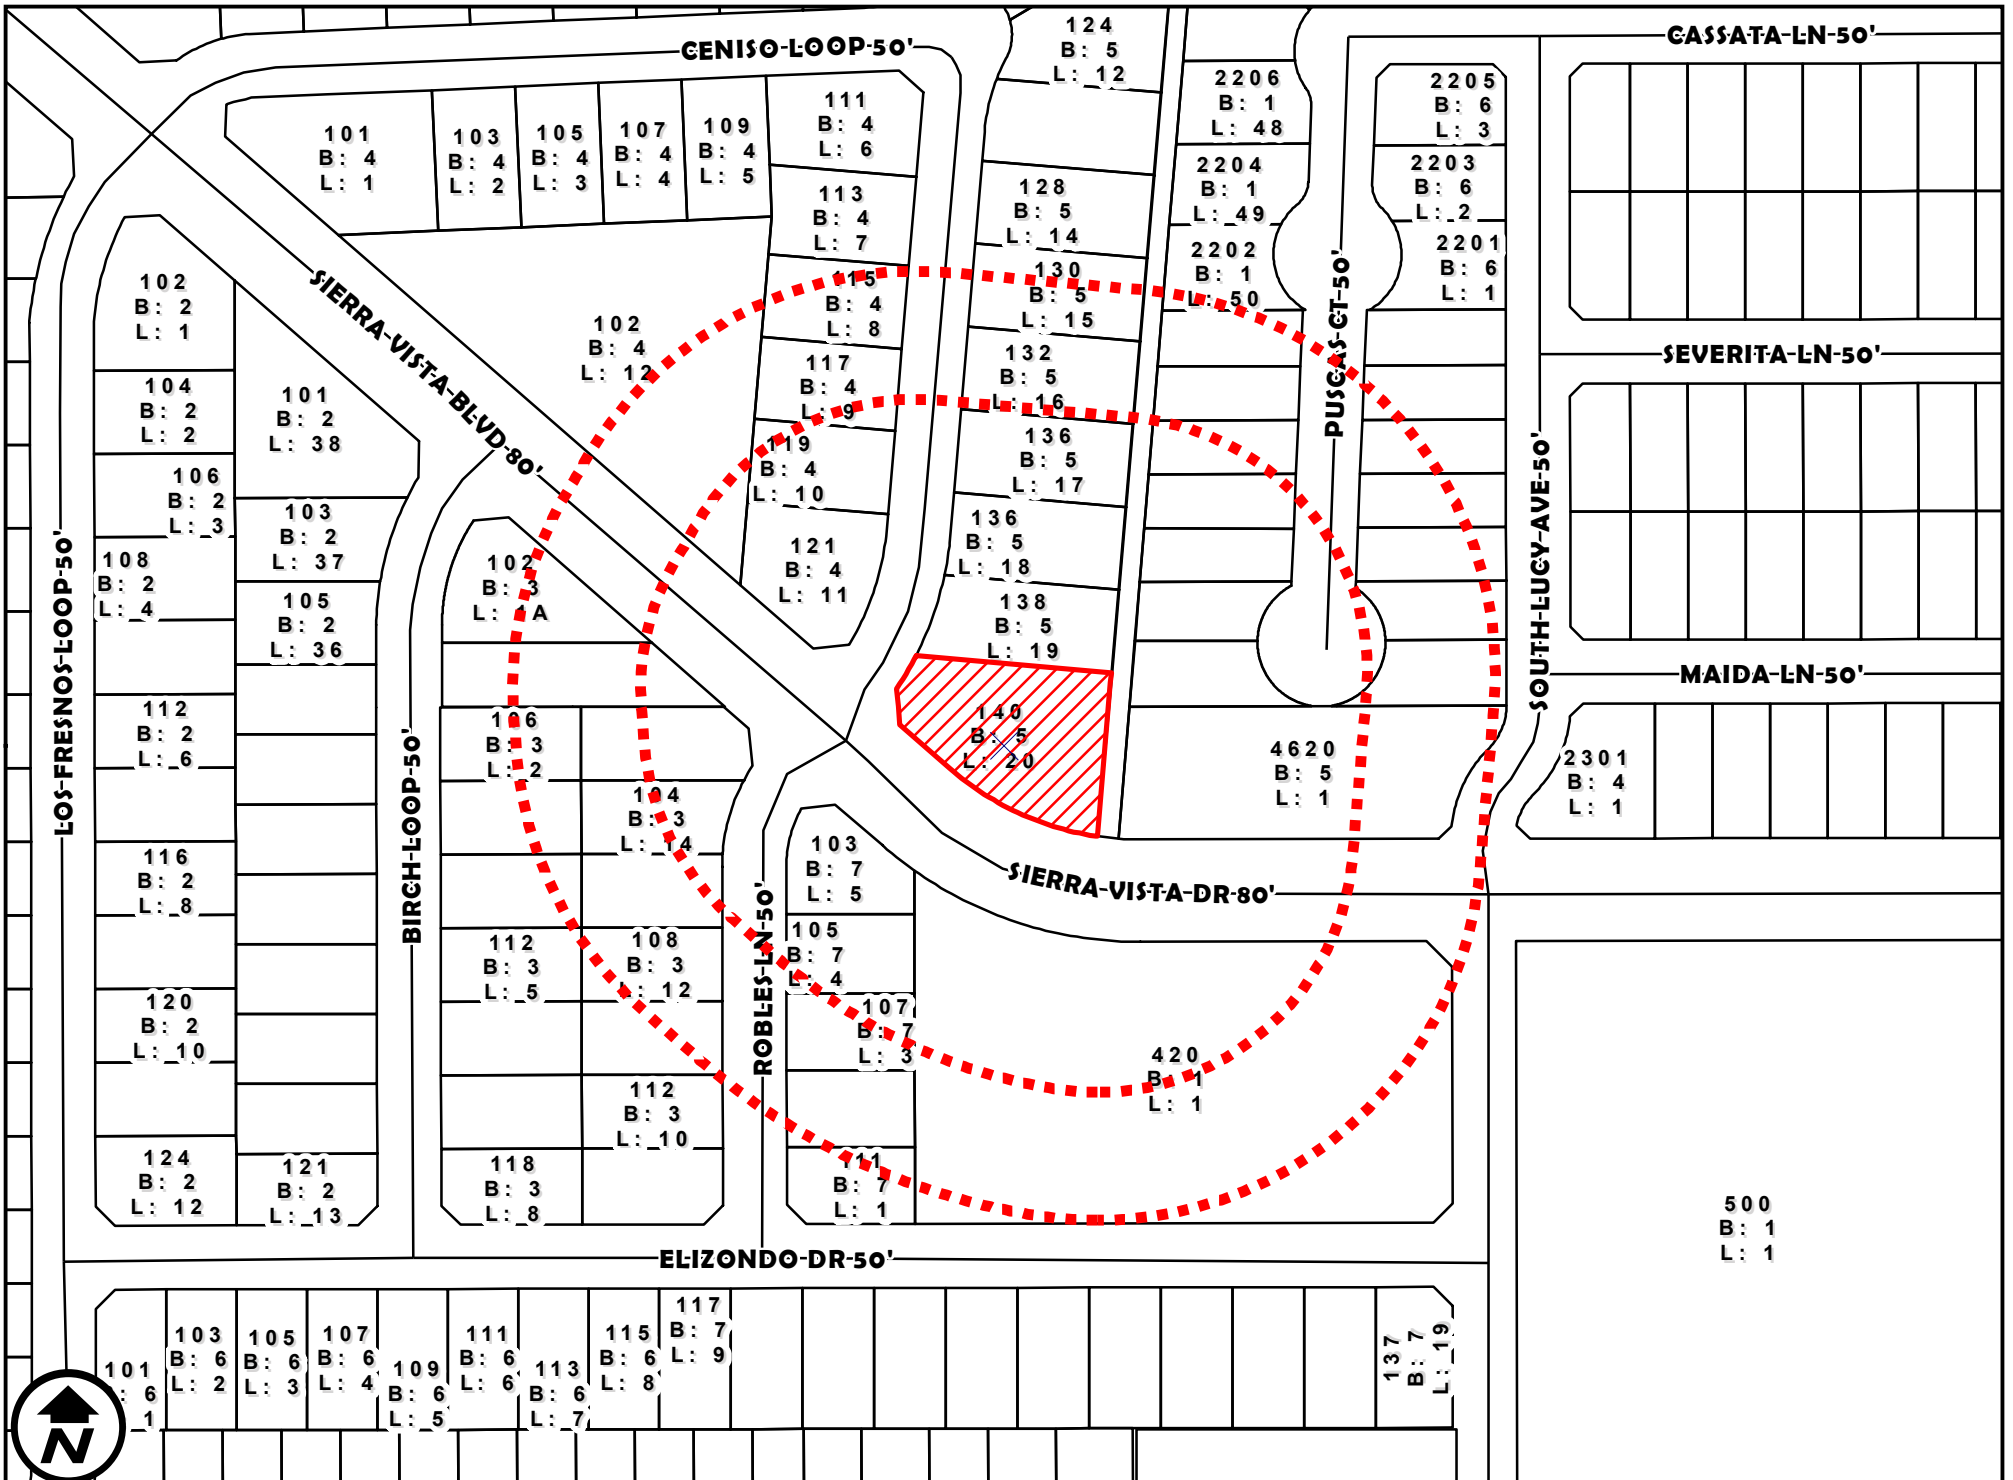 CENISO LOOP 50'
124
B: 5
L: 12
CASSATA LN 50'
2206
B: 1
L: 48
2205
B: 6
L: 3
101
B: 4
L: 1
103
B: 4
L: 2
105
B: 4
L: 3
107
B: 4
L: 4
109
B: 4
L: 5
111
B: 4
L: 6
113
B: 4
L: 7
128
B: 5
L: 14
2204
B: 1
L: 49
2203
B: 6
L: 2
2202
B: 1
L: 50
2201
B: 6
L: 1
102
B: 2
L: 1
SIERRA VISTA BLVD 80'
102
B: 4
L: 12
115
B: 4
L: 8
130
B: 5
L: 15
PUSCAS CT 50'
SEVERITA LN 50'
104
B: 2
L: 2
101
B: 2
L: 38
117
B: 4
L: 9
132
B: 5
L: 16
106
B: 2
L: 3
119
B: 4
L: 10
136
B: 5
L: 17
103
B: 2
L: 37
108
B: 2
L: 4
102
B: 3
L: 1A
121
B: 4
L: 11
136
B: 5
L: 18
105
B: 2
L: 36
138
B: 5
L: 19
SOUTH LUCY AVE 50'
MAIDA LN 50'
LOS FRESNOS LOOP 50'
112
B: 2
L: 6
BIRCH LOOP 50'
106
B: 3
L: 2
140
B: 5
L: 20
4620
B: 5
L: 1
2301
B: 4
L: 1
104
B: 3
L: 14
116
B: 2
L: 8
103
B: 7
L: 5
SIERRA VISTA DR 80'
112
B: 3
L: 5
108
B: 3
L: 12
ROBLES LN 50'
105
B: 7
L: 4
120
B: 2
L: 10
107
B: 7
L: 3
420
B: 1
L: 1
112
B: 3
L: 10
124
B: 2
L: 12
121
B: 2
L: 13
118
B: 3
L: 8
111
B: 7
L: 1
500
B: 1
L: 1
ELIZONDO DR 50'
101
: 6
1
103
B: 6
L: 2
105
B: 6
L: 3
107
B: 6
L: 4
109
B: 6
L: 5
111
B: 6
L: 6
113
B: 6
L: 7
115
B: 6
L: 8
117
B: 7
L: 9
137
B: 7
L: 19
N